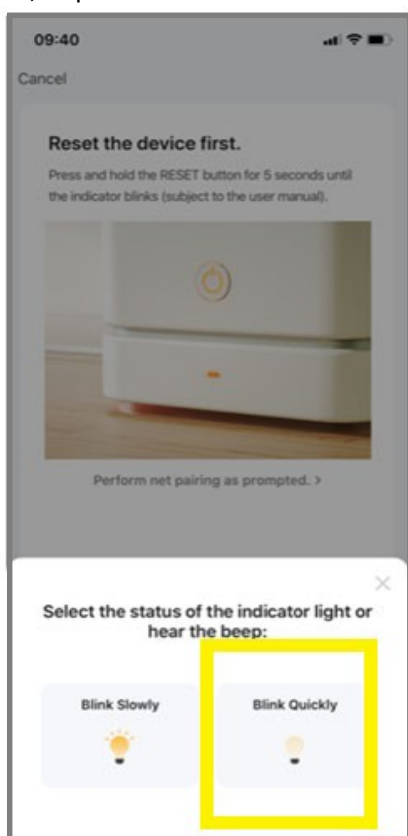 09:40
Cancel
Reset the device first.
Press and hold the RESET button for 5 seconds until
the indicator blinks (subject to the user manual).
Perform net pairing as prompted. >
Select the status of the indicator light or
hear the beep:
Blink Slowly
Blink Quickly